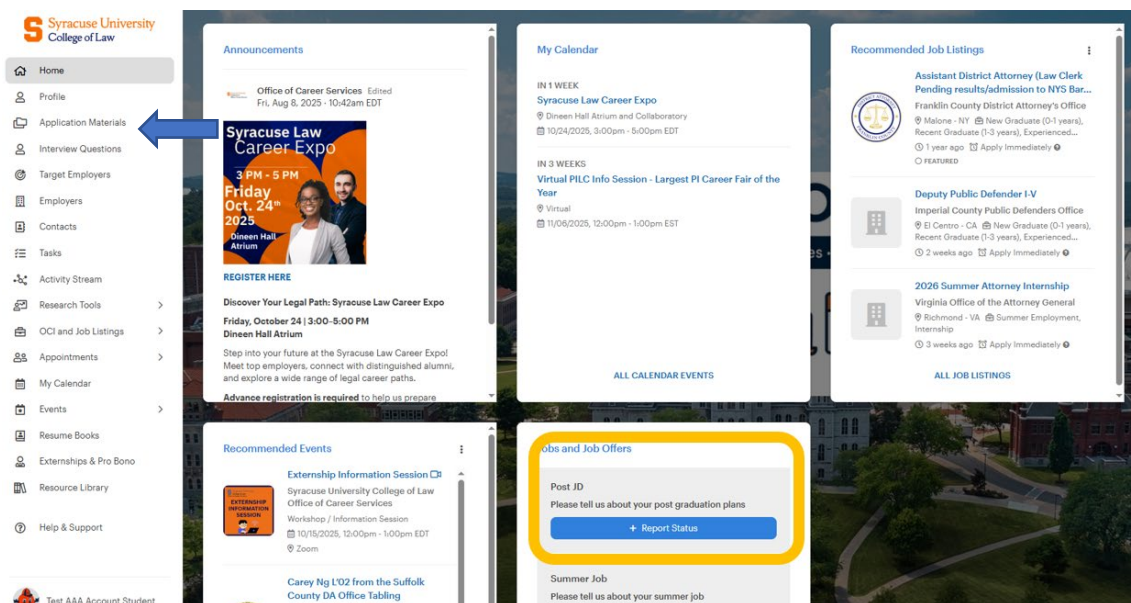 Syracuse University
College of Law
Home
Profile
Application Materials
Interview Questions
Target Employers
Employers
Contacts
Tasks
Activity Stream
Research Tools
OCI and Job Listings
Appointments
My Calendar
Events
Resume Books
Externships & Pro Bono
Resource Library
Help & Support
Test AAA Account Student
Announcements
Office of Career Services Edited
Fri, Aug 8, 2025 - 10:42am EDT
Syracuse Law
Career Expo
3 PM - 5 PM
Friday
Oct. 24th
2025
Dineen Hall
Atrium
REGISTER HERE
Discover Your Legal Path: Syracuse Law Career Expo
Friday, October 24 | 3:00-5:00 PM
Dineen Hall Atrium
Step into your future at the Syracuse Law Career Expo!
Meet top employers, connect with distinguished alumni,
and explore a wide range of legal career paths.
Advance registration is required to help us prepare
My Calendar
IN 1 WEEK
Syracuse Law Career Expo
Dineen Hall Atrium and Collaboratory
10/24/2025, 3:00pm - 5:00pm EDT
IN 3 WEEKS
Virtual PILC Info Session - Largest PI Career Fair of the
Year
Virtual
11/06/2025, 12:00pm - 1:00pm EST
ALL CALENDAR EVENTS
Recommended Job Listings
Assistant District Attorney (Law Clerk
Pending results/admission to NYS Bar...
Franklin County District Attorney's Office
Malone - NY New Graduate (0-1 years),
Recent Graduate (1-3 years), Experienced...
1 year ago Apply Immediately
FEATURED
Deputy Public Defender I-V
Imperial County Public Defenders Office
El Centro - CA New Graduate (0-1 years),
Recent Graduate (1-3 years), Experienced...
2 weeks ago Apply Immediately
2026 Summer Attorney Internship
Virginia Office of the Attorney General
Richmond - VA Summer Employment,
Internship
3 weeks ago Apply Immediately
ALL JOB LISTINGS
Recommended Events
EXTERNSHIP
INFORMATION
SESSION
Externship Information Session
Syracuse University College of Law
Office of Career Services
Workshop / Information Session
10/15/2025, 12:00pm - 1:00pm EDT
Zoom
Carey Ng L'02 from the Suffolk
County DA Office Tabling
Jobs and Job Offers
Post JD
Please tell us about your post graduation plans
+ Report Status
Summer Job
Please tell us about your summer job